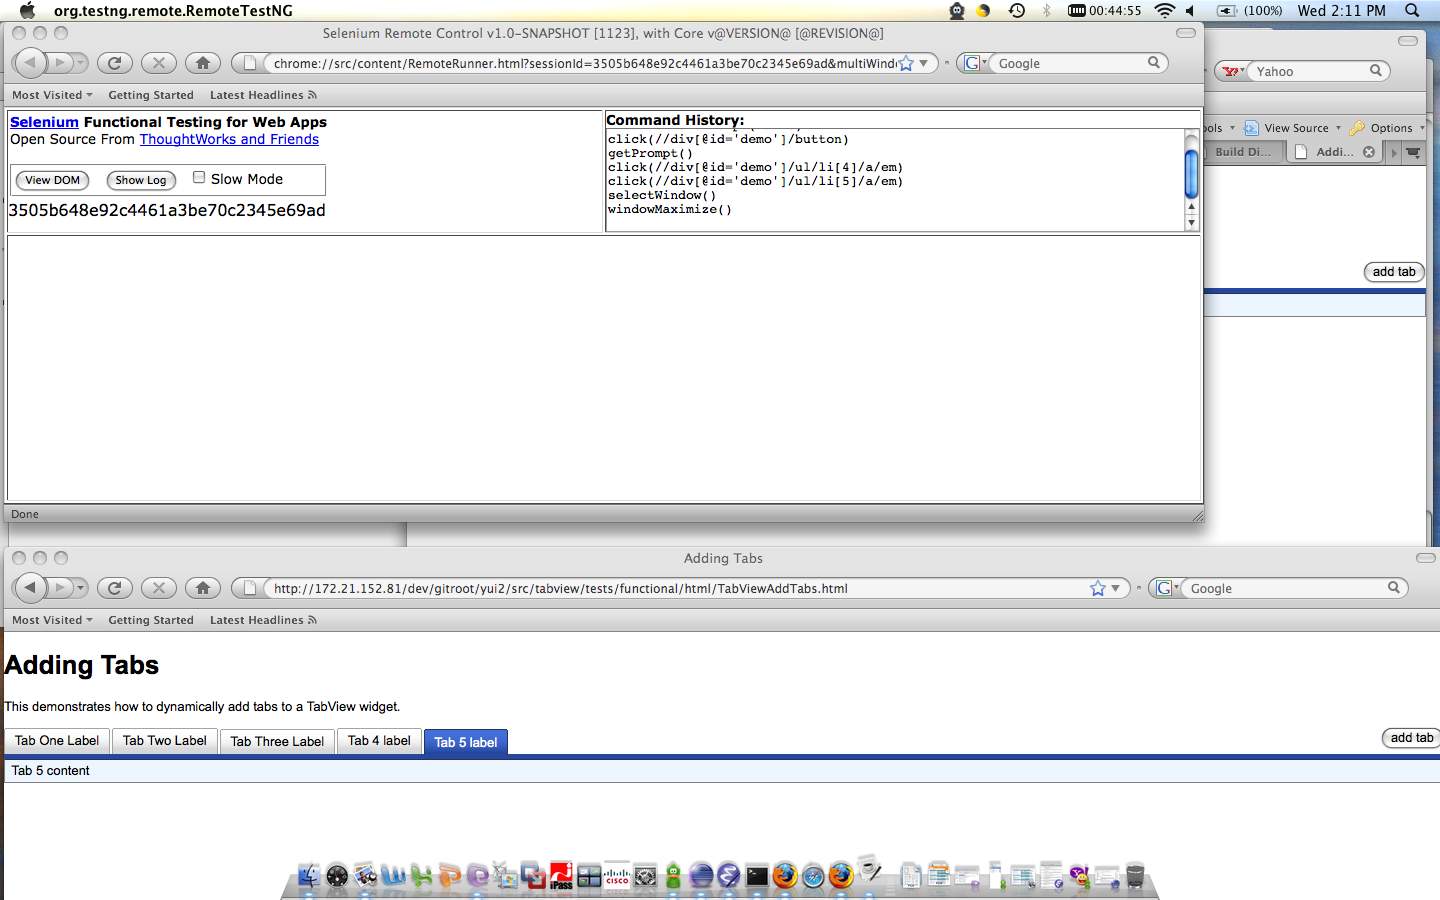 org.testng.remote.RemoteTestNG
00:44:55
(100%)
Wed 2:11 PM
Selenium Remote Control v1.0-SNAPSHOT [1123], with Core v@VERSION@ [@REVISION@]
chrome://src/content/RemoteRunner.html?sessionId=3505b648e92c4461a3be70c2345e69ad&multiWind
Google
Yahoo
Most Visited
Getting Started
Latest Headlines
View Source
Options
Build Di...
Addi...
Selenium Functional Testing for Web Apps
Open Source From ThoughtWorks and Friends
View DOM
Show Log
Slow Mode
3505b648e92c4461a3be70c2345e69ad
Command History:
click(//div[@id='demo']/button)
getPrompt()
click(//div[@id='demo']/ul/li[4]/a/em)
click(//div[@id='demo']/ul/li[5]/a/em)
selectWindow()
windowMaximize()
add tab
Done
Adding Tabs
http://172.21.152.81/dev/gitroot/yui2/src/tabview/tests/functional/html/TabViewAddTabs.html
Google
Most Visited
Getting Started
Latest Headlines
Adding Tabs
This demonstrates how to dynamically add tabs to a TabView widget.
Tab One Label
Tab Two Label
Tab Three Label
Tab 4 label
Tab 5 label
add tab
Tab 5 content
iPass
CISCO